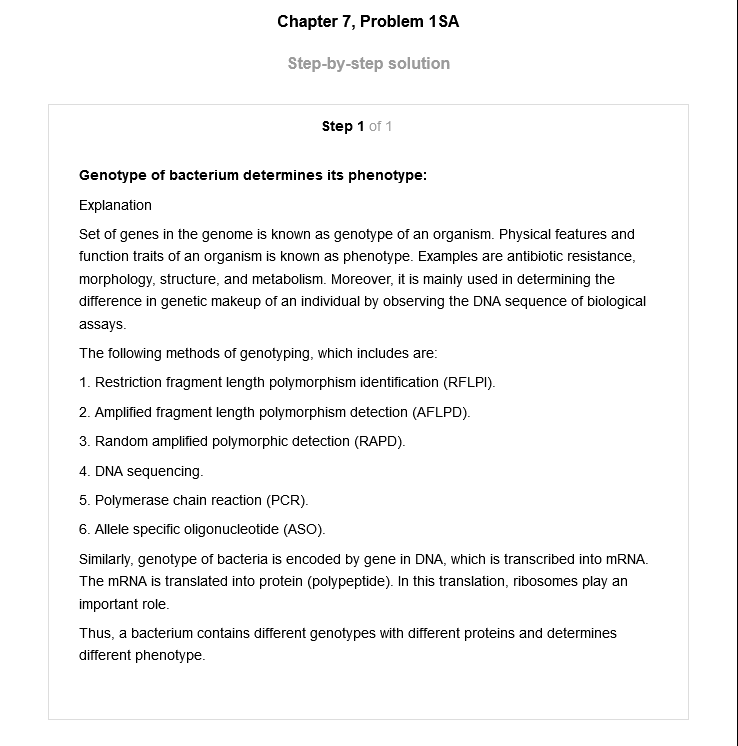 Chapter 7, Problem 1SA
Step-by-step solution
Step 1 of 1
Genotype of bacterium determines its phenotype:
Explanation
Set of genes in the genome is known as genotype of an organism. Physical features and
function traits of an organism is known as phenotype. Examples are antibiotic resistance,
morphology, structure, and metabolism. Moreover, it is mainly used in determining the
difference in genetic makeup of an individual by observing the DNA sequence of biological
assays.
The following methods of genotyping, which includes are:
1. Restriction fragment length polymorphism identification (RFLPI).
2. Amplified fragment length polymorphism detection (AFLPD).
3. Random amplified polymorphic detection (RAPD).
4. DNA sequencing.
5. Polymerase chain reaction (PCR).
6. Allele specific oligonucleotide (ASO).
Similarly, genotype of bacteria is encoded by gene in DNA, which is transcribed into mRNA.
The mRNA is translated into protein (polypeptide). In this translation, ribosomes play an
important role.
Thus, a bacterium contains different genotypes with different proteins and determines
different phenotype.